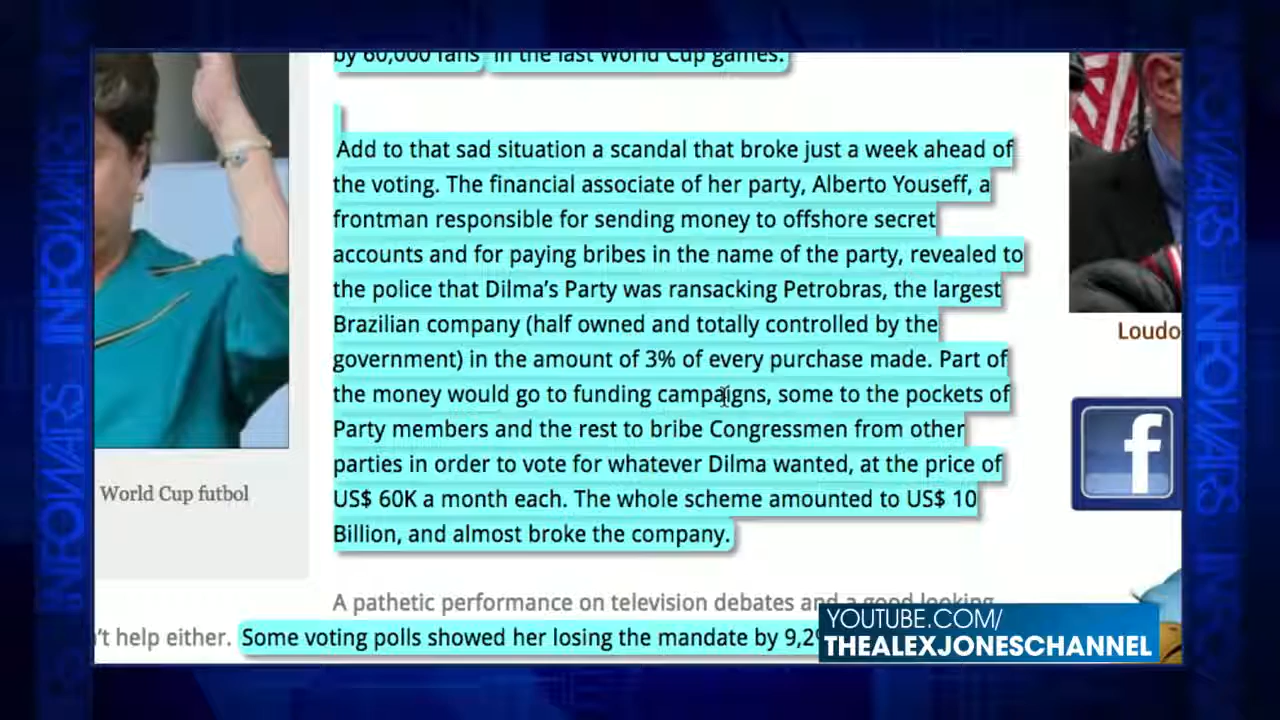 by 60,000 fans in the last World Cup games.
Add to that sad situation a scandal that broke just a week ahead of
the voting. The financial associate of her party, Alberto Youseff, a
frontman responsible for sending money to offshore secret
accounts and for paying bribes in the name of the party, revealed to
the police that Dilma's Party was ransacking Petrobras, the largest
Brazilian company (half owned and totally controlled by the
government) in the amount of 3% of every purchase made. Part of
the money would go to funding campaigns, some to the pockets of
Party members and the rest to bribe Congressmen from other
parties in order to vote for whatever Dilma wanted, at the price of
US$ 60K a month each. The whole scheme amounted to US$ 10
Billion, and almost broke the company.
A pathetic performance on television debates and a good looking
't help either. Some voting polls showed her losing the mandate by 9,2
World Cup futbol
Loudo
f
YOUTUBE.COM/
THEALEXJONESCHANNEL
INFOWARS
INFOWARS